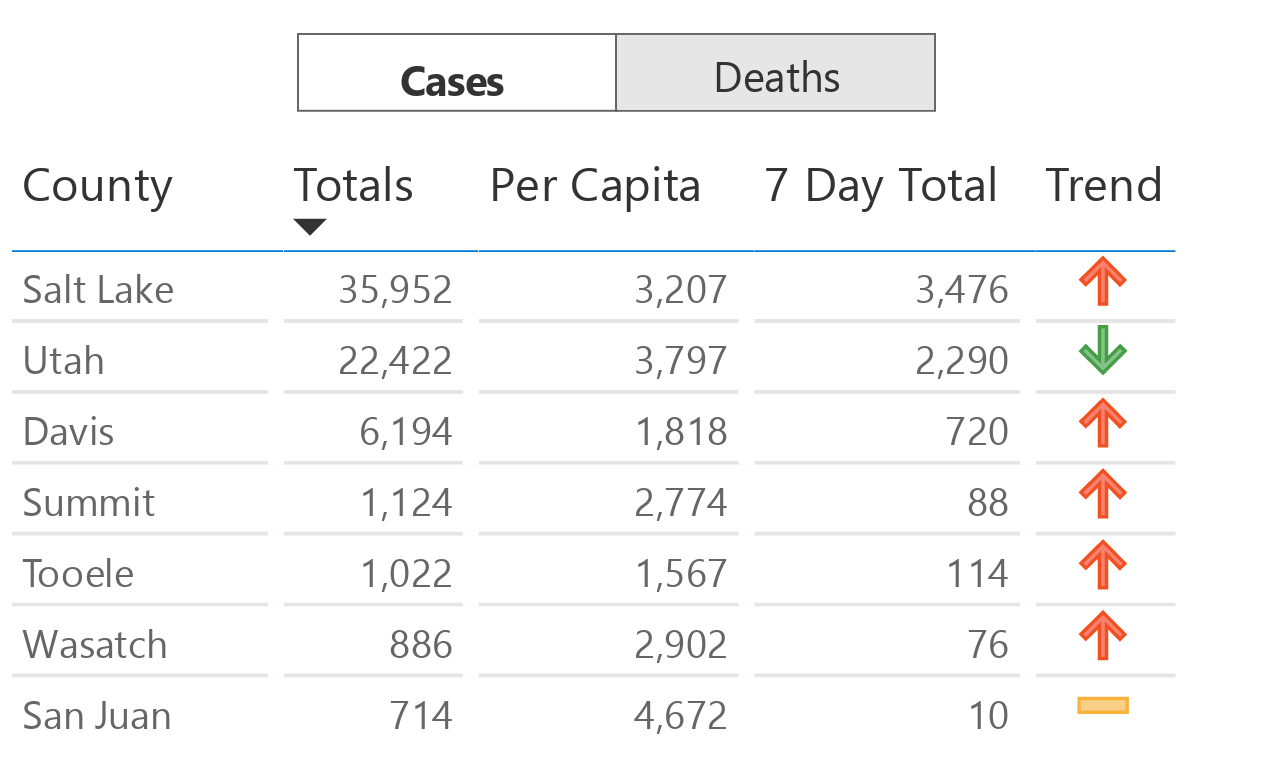 Cases Deaths
County Totals Per Capita 7 Day Total Trend
Salt Lake 35,952 3,207 3,476
Utah 22,422 3,797 2,290
Davis 6,194 1,818 720
Summit 1,124 2,774 88
Tooele 1,022 1,567 114
Wasatch 886 2,902 76
San Juan 714 4,672 10